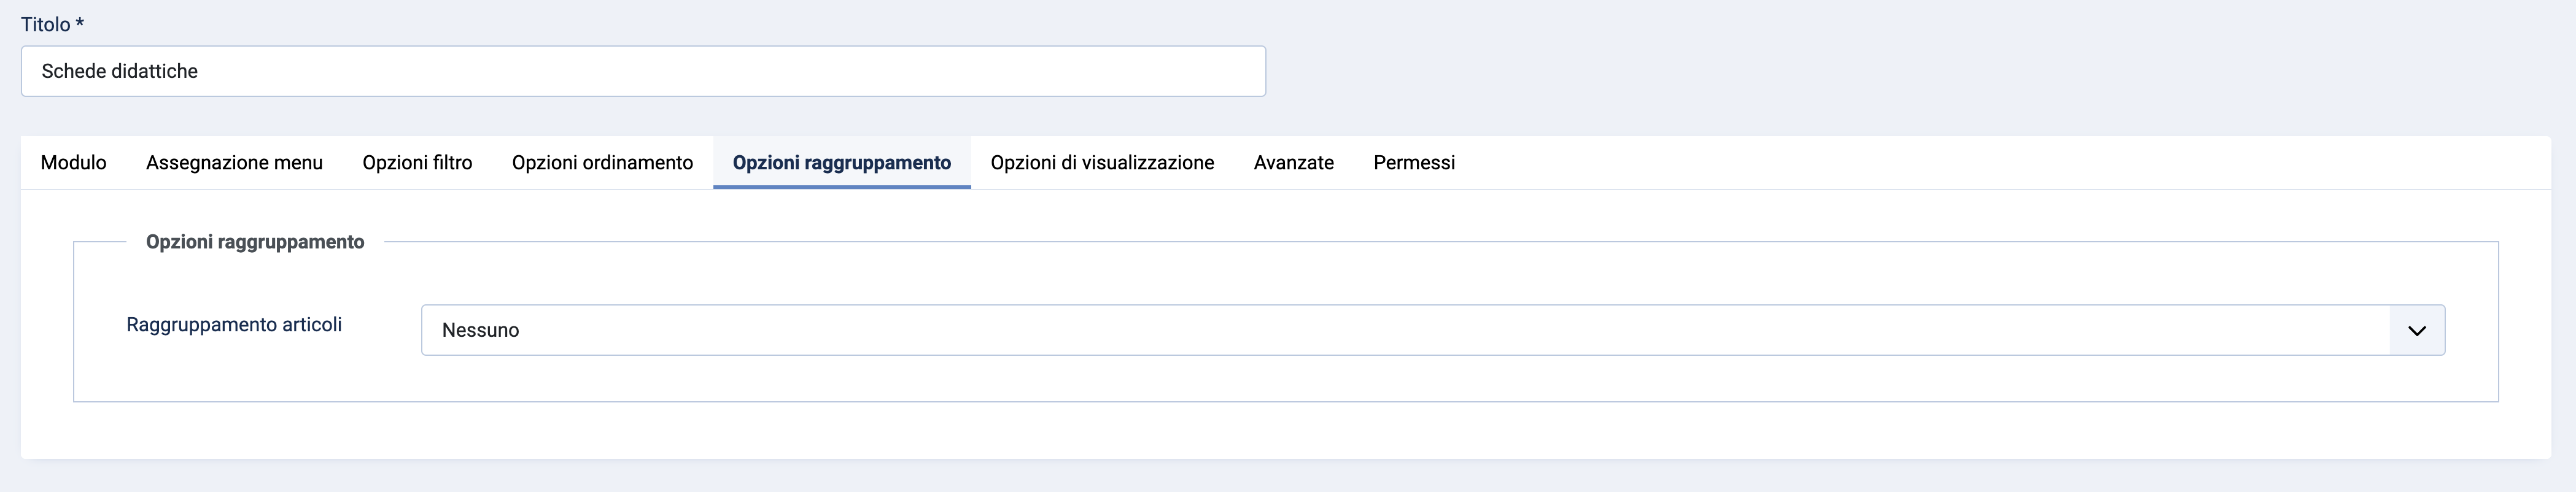 Titolo *
Schede didattiche
Modulo Assegnazione menu Opzioni filtro Opzioni ordinamento Opzioni raggruppamento Opzioni di visualizzazione Avanzate Permessi
Opzioni raggruppamento
Raggruppamento articoli Nessuno